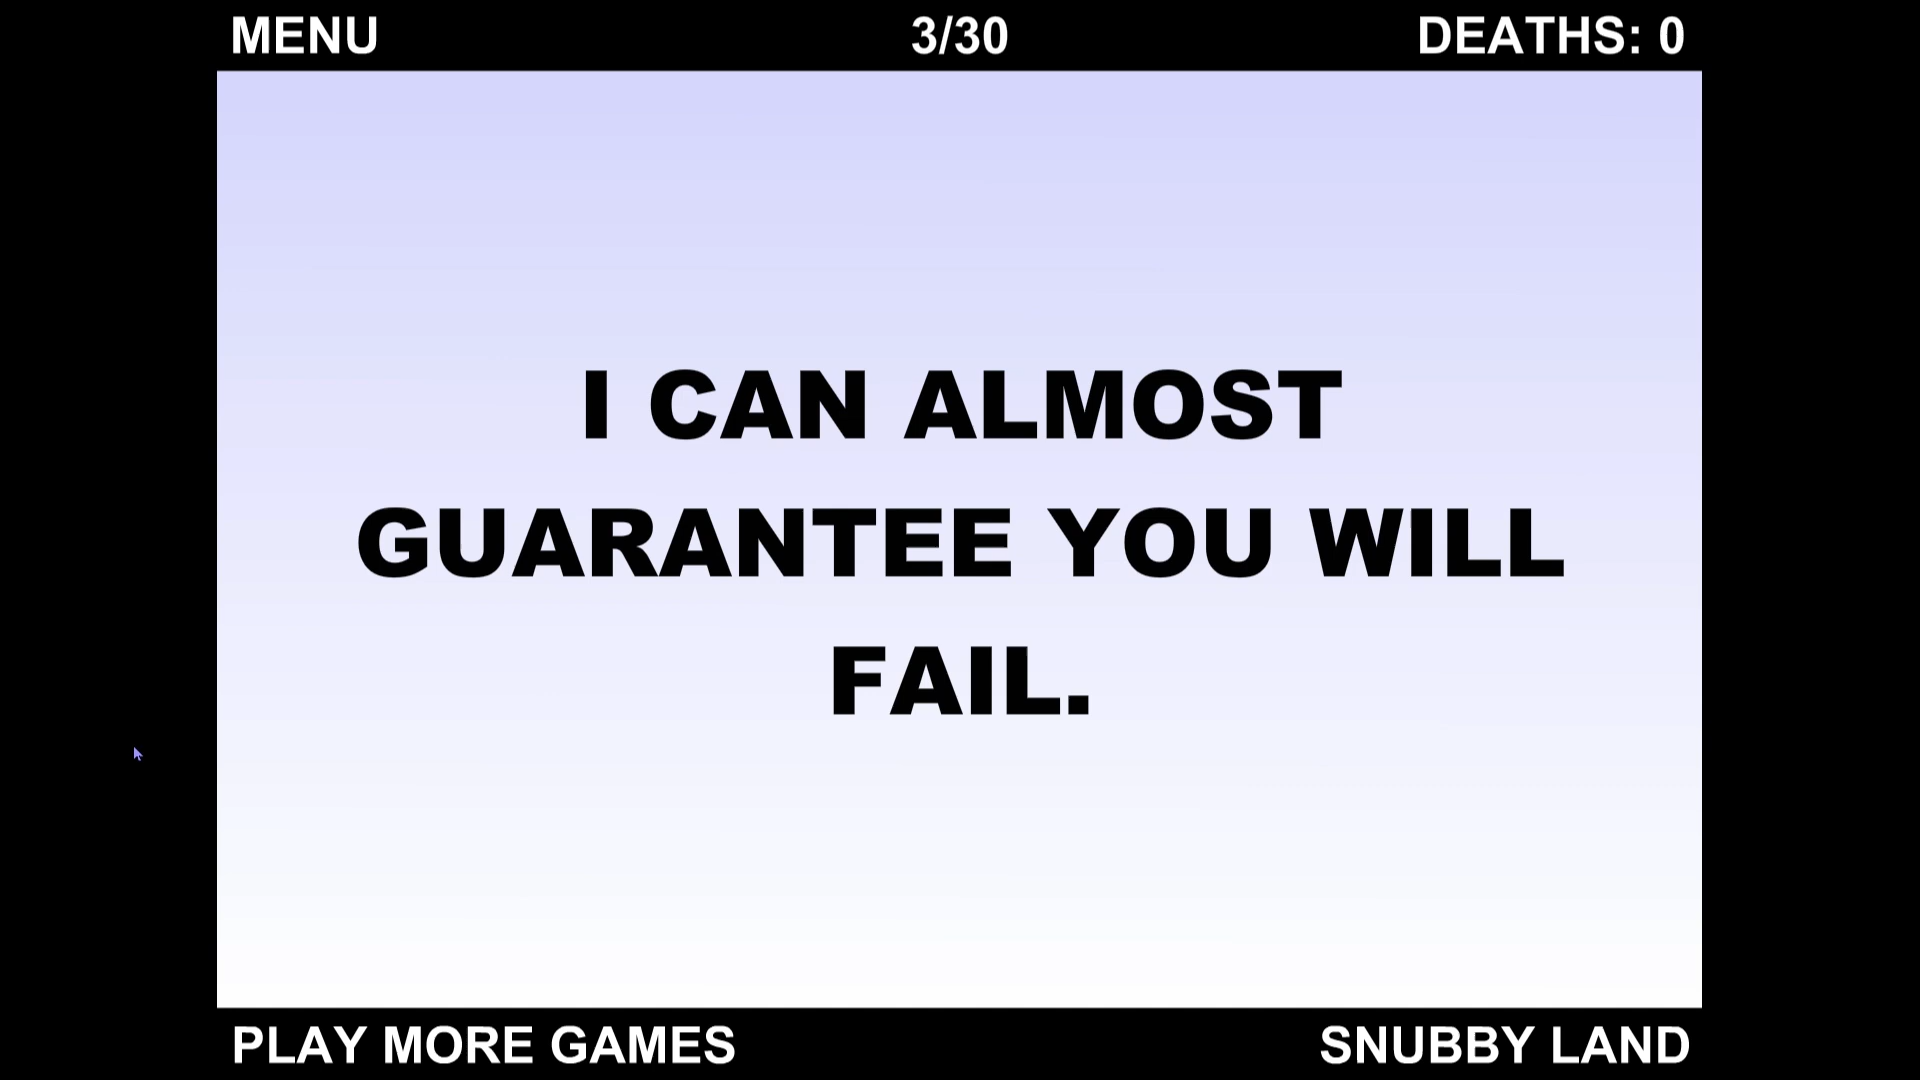 MENU 3/30 DEATHS: 0
I CAN ALMOST
GUARANTEE YOU WILL
FAIL.
PLAY MORE GAMES SNUBBY LAND